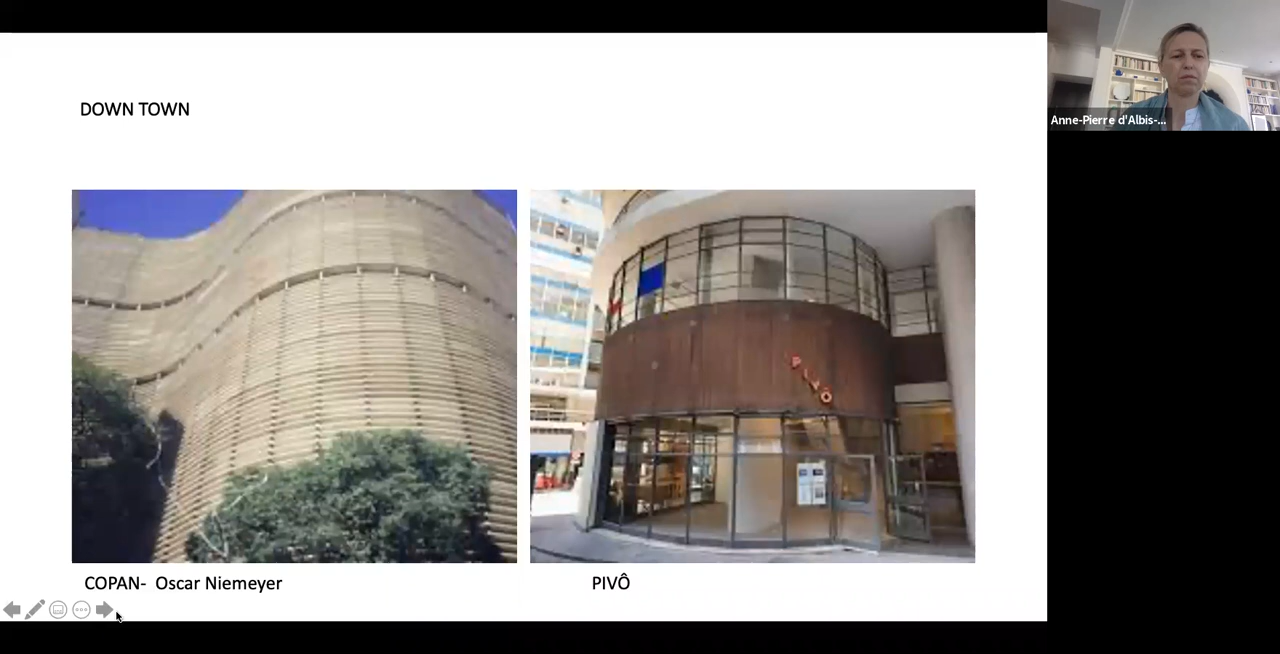 DOWN TOWN
PIVÔ
COPAN- Oscar Niemeyer
PIVÔ
Anne-Pierre d'Albis-...